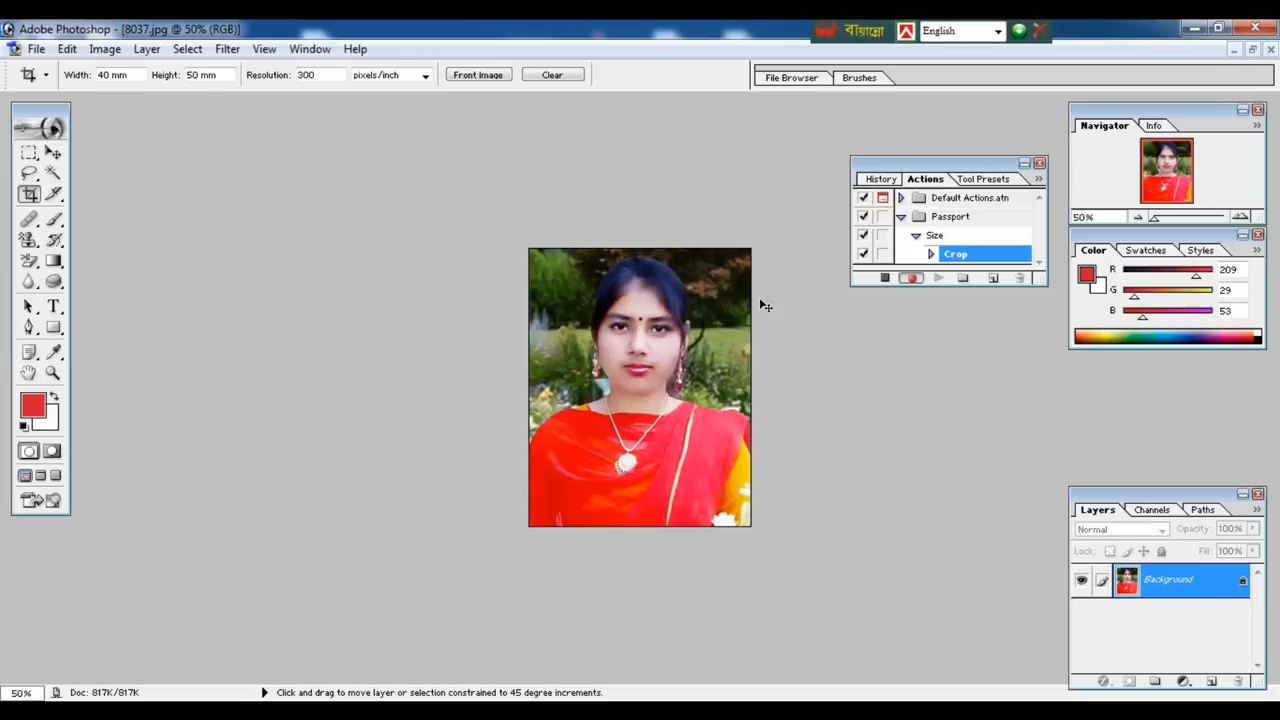 Adobe Photoshop - [8037.jpg @ 50% (RGB)]
বায়ান্নো English
File Edit Image Layer Select Filter View Window Help
Width: 40 mm Height: 50 mm Resolution: 300 pixels/inch Front Image Clear File Browser Brushes
Navigator Info
50%
History Actions Tool Presets
Default Actions.atn
Passport
Size
Crop
Color Swatches Styles
R 209
G 29
B 53
Layers Channels Paths
Normal Opacity: 100%
Lock: Fill: 100%
Background
50% Doc: 817K/817K Click and drag to move layer or selection constrained to 45 degree increments.